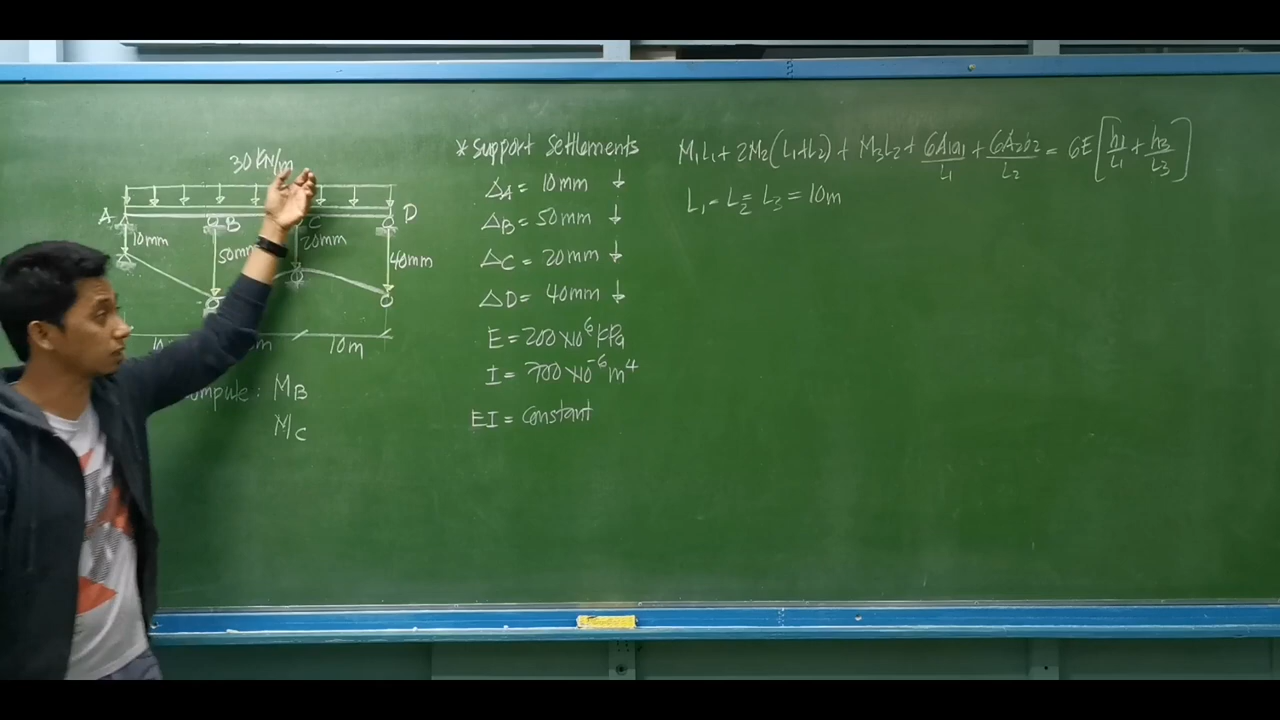 30 KN/m
A B C D
10mm 50mm 20mm 40mm
10m
compute: MB
MC
* Support Settlements
ΔA = 10mm ↓
ΔB = 50mm ↓
ΔC = 20mm ↓
ΔD = 40mm ↓
E = 200 x10^6 KPa
I = 700 x10^-6 m^4
EI = constant
M1L1 + 2M2(L1+L2) + M3L2 + 6A1a1/L1 + 6A2b2/L2 = 6E[h1/L1 + h3/L3]
L1 = L2 = L3 = 10m